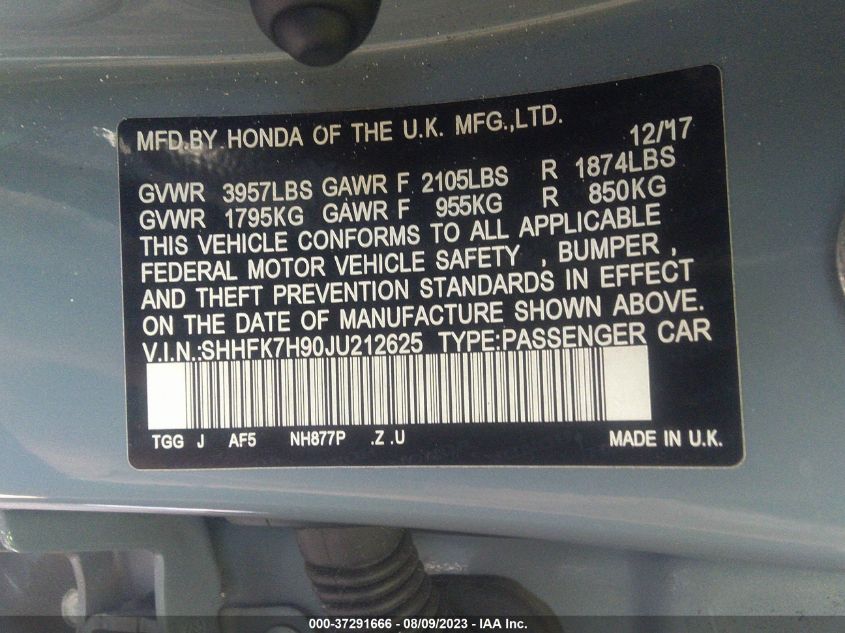 MFD.BY HONDA OF THE U.K. MFG.,LTD. 12/17
GVWR 3957LBS GAWR F 2105LBS R 1874LBS
GVWR 1795KG GAWR F 955KG R 850KG
THIS VEHICLE CONFORMS TO ALL APPLICABLE
FEDERAL MOTOR VEHICLE SAFETY , BUMPER ,
AND THEFT PREVENTION STANDARDS IN EFFECT
ON THE DATE OF MANUFACTURE SHOWN ABOVE.
V.I.N.:SHHFK7H90JU212625 TYPE:PASSENGER CAR
TGG J AF5 NH877P .Z .U MADE IN U.K.
000-37291666 - 08/09/2023 - IAA Inc.